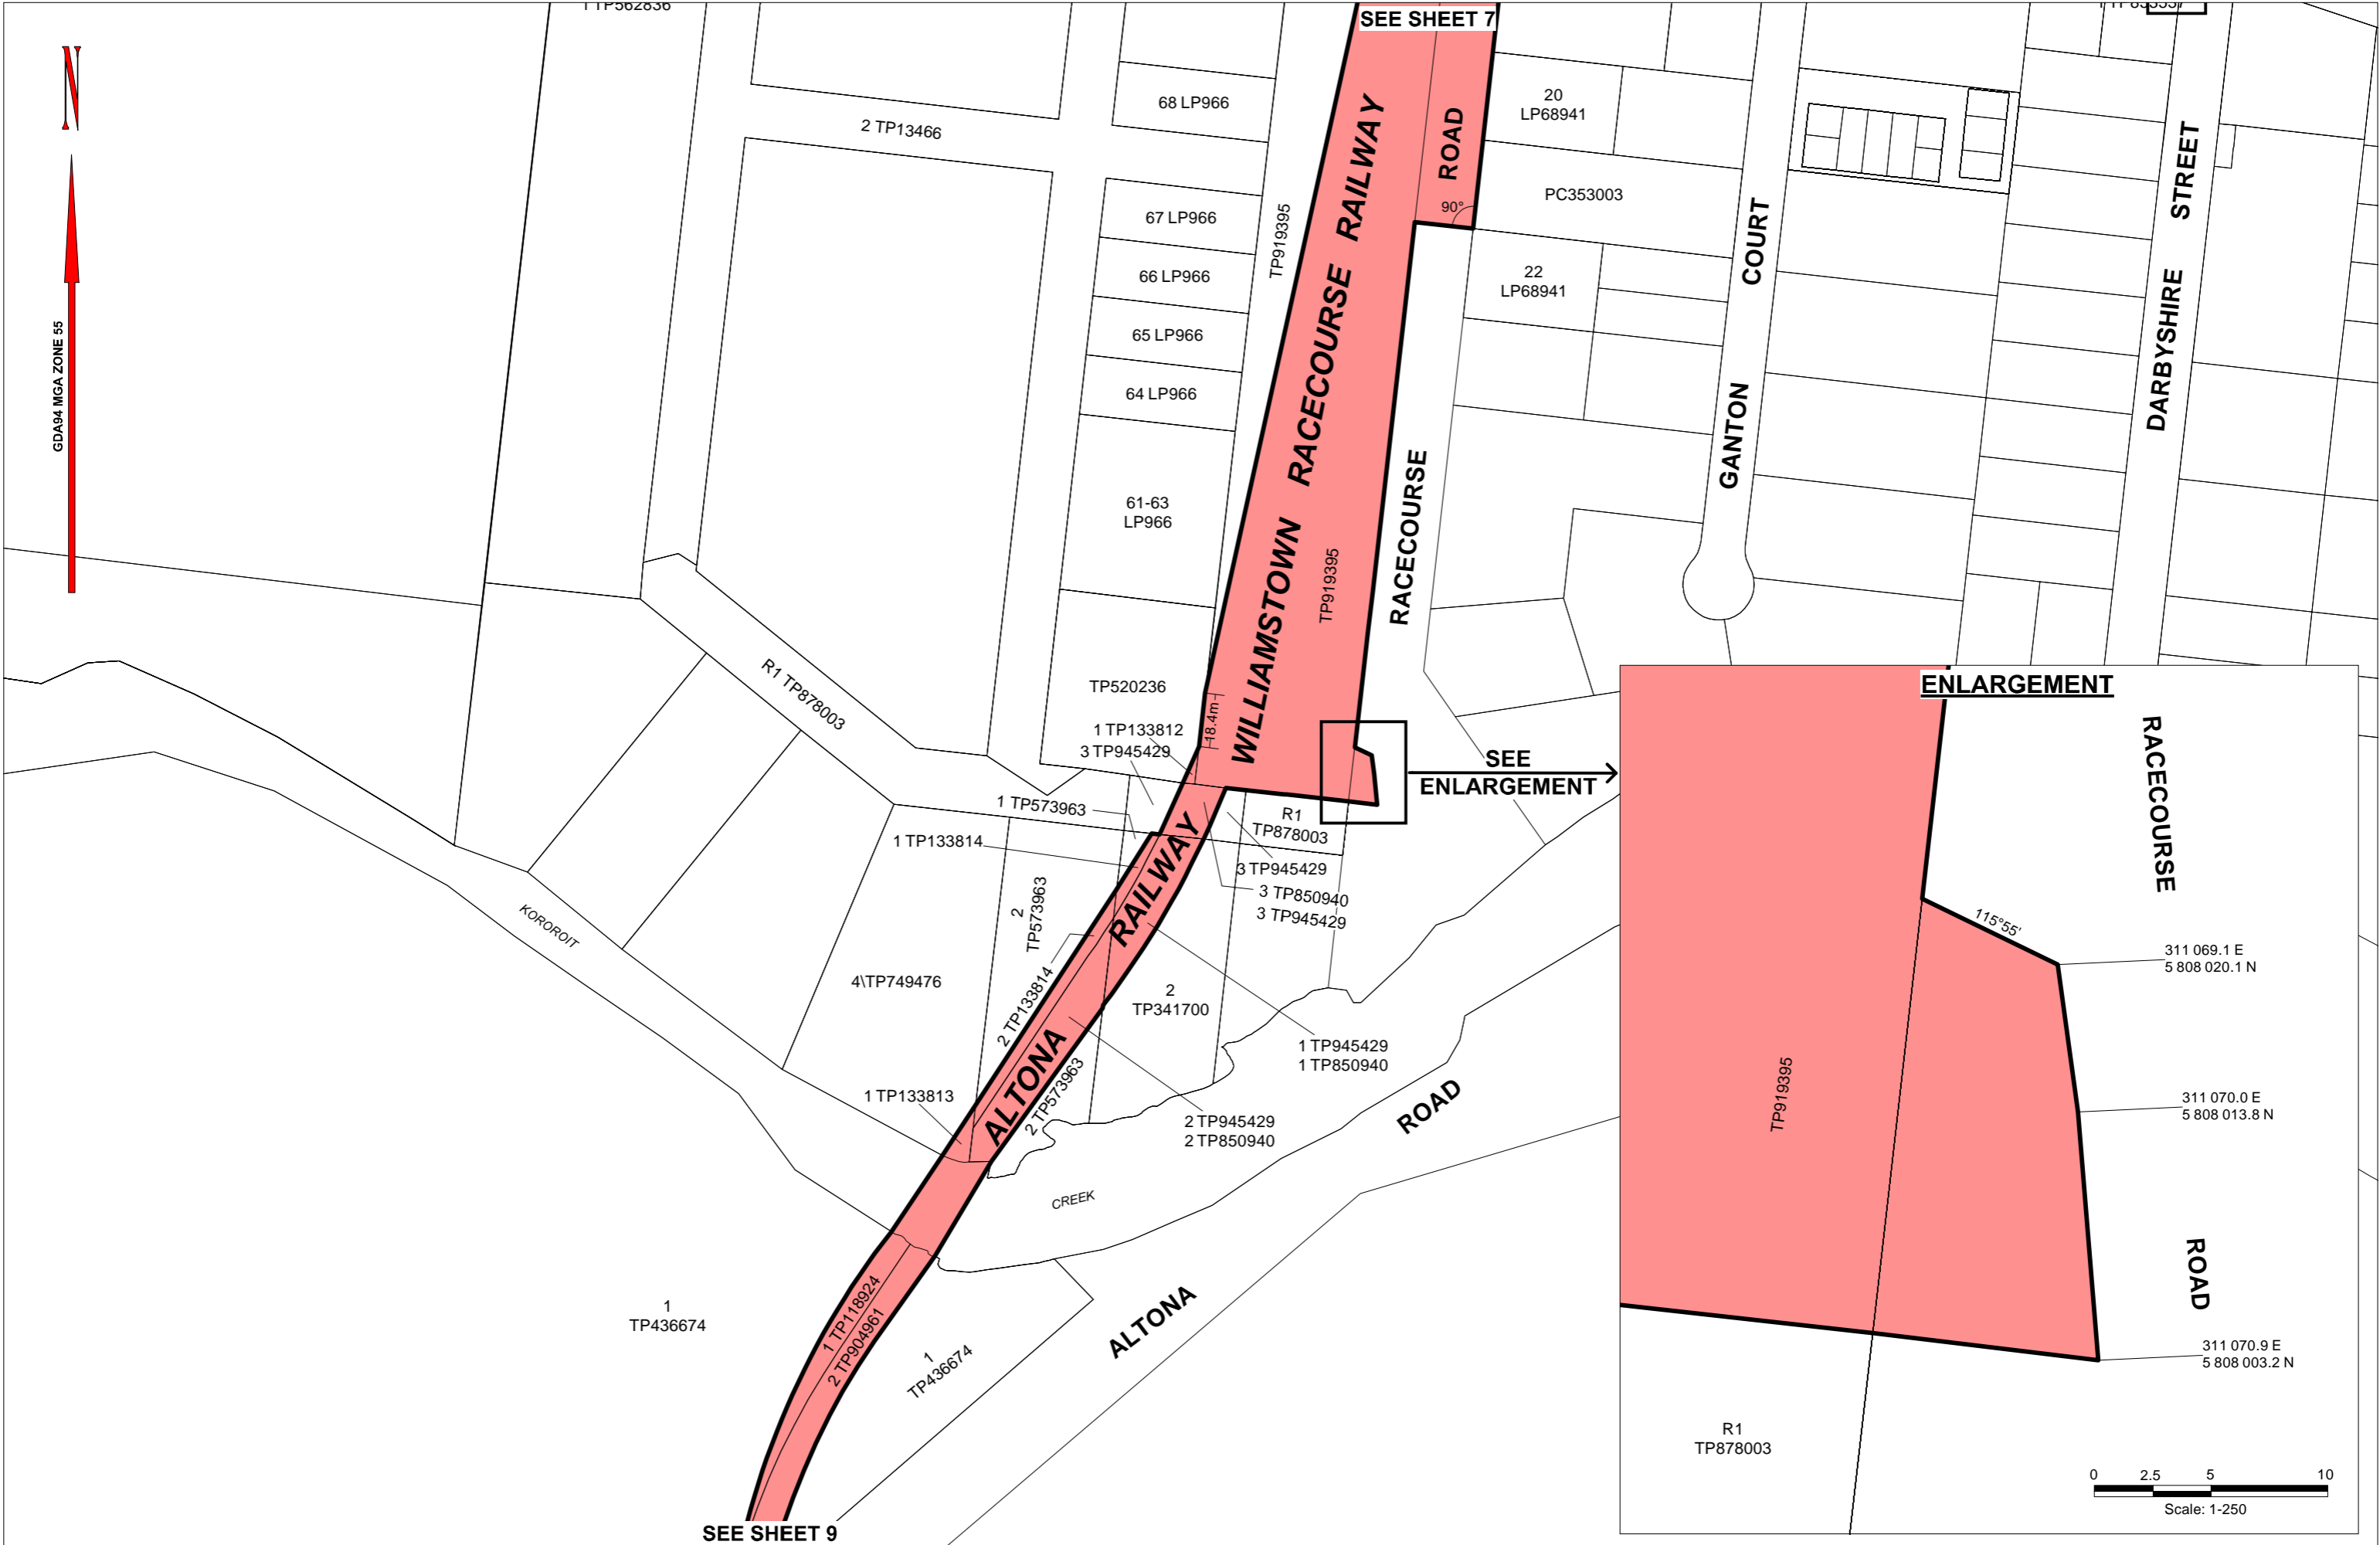 1 TP562836
SEE SHEET 7
N
GDA94 MGA ZONE 55
68 LP966
2 TP13466
67 LP966
66 LP966
65 LP966
64 LP966
61-63
LP966
TP520236
TP919395
WILLIAMSTOWN RACECOURSE RAILWAY
ROAD
90°
TP919395
RACECOURSE
20
LP68941
PC353003
22
LP68941
GANTON COURT
DARBYSHIRE STREET
18.4m
1 TP133812
3 TP945429
1 TP573963
1 TP133814
R1 TP878003
SEE
ENLARGEMENT
R1
TP878003
3 TP945429
3 TP850940
3 TP945429
2
TP573963
2 TP133814
4\TP749476
KOROROIT
2
TP341700
1 TP945429
1 TP850940
1 TP133813
2 TP573963
2 TP945429
2 TP850940
ALTONA RAILWAY
CREEK
ROAD
ALTONA
1
TP436674
1 TP118924
2 TP904961
1
TP436674
SEE SHEET 9
ENLARGEMENT
RACECOURSE
115°55'
311 069.1 E
5 808 020.1 N
311 070.0 E
5 808 013.8 N
TP919395
ROAD
311 070.9 E
5 808 003.2 N
R1
TP878003
0 2.5 5 10
Scale: 1-250